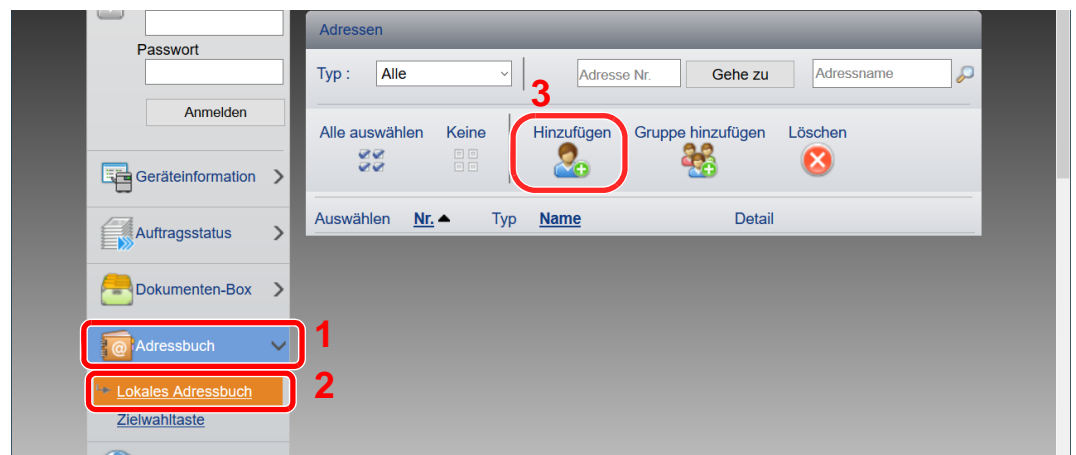 Passwort
Anmelden
Geräteinformation
Auftragsstatus
Dokumenten-Box
Adressbuch
1
Lokales Adressbuch
2
Zielwahltaste
Adressen
Typ : Alle Adresse Nr. Gehe zu Adressname
3
Alle auswählen Keine Hinzufügen Gruppe hinzufügen Löschen
Auswählen Nr. Typ Name Detail